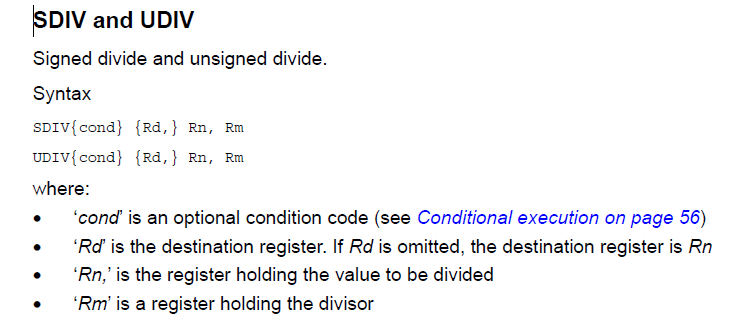 SDIV and UDIV
Signed divide and unsigned divide.
Syntax
SDIV{cond} {Rd,} Rn, Rm
UDIV{cond} {Rd,} Rn, Rm
where:
• ‘cond’ is an optional condition code (see Conditional execution on page 56)
• ‘Rd’ is the destination register. If Rd is omitted, the destination register is Rn
• ‘Rn,’ is the register holding the value to be divided
• ‘Rm’ is a register holding the divisor